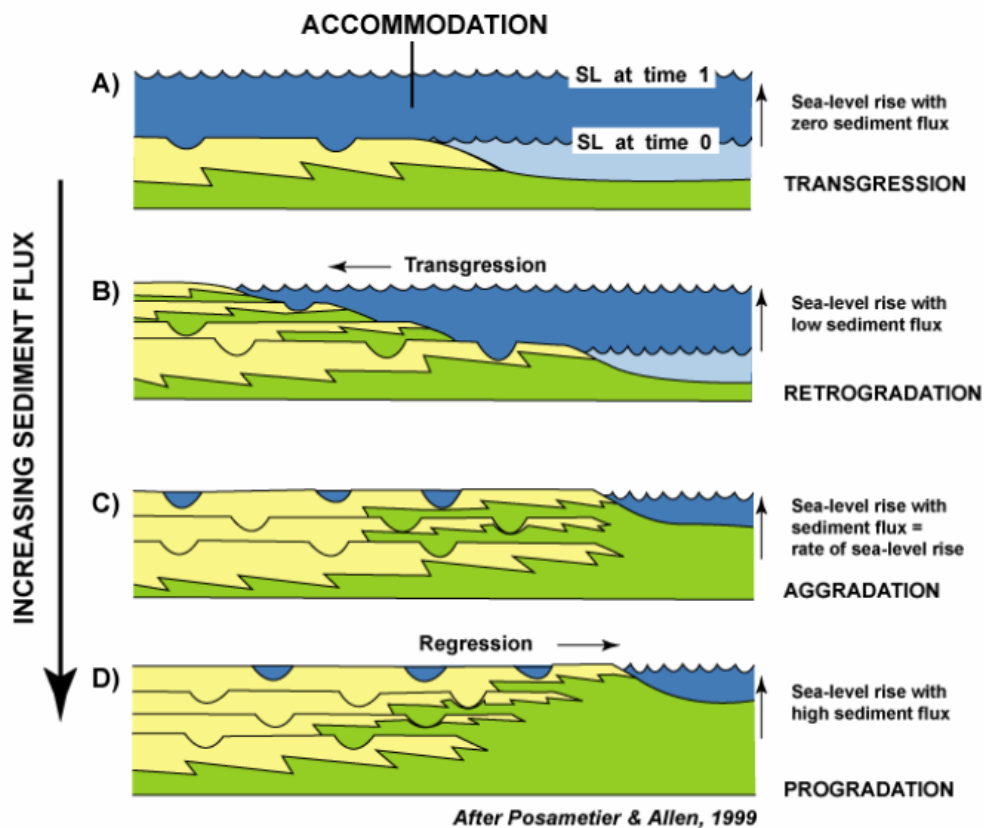 ACCOMMODATION
A)
SL at time 1
SL at time 0
Sea-level rise with
zero sediment flux
TRANSGRESSION
INCREASING SEDIMENT FLUX
B)
Transgression
Sea-level rise with
low sediment flux
RETROGRADATION
C)
Sea-level rise with
sediment flux =
rate of sea-level rise
AGGRADATION
D)
Regression
Sea-level rise with
high sediment flux
PROGRADATION
After Posametier & Allen, 1999